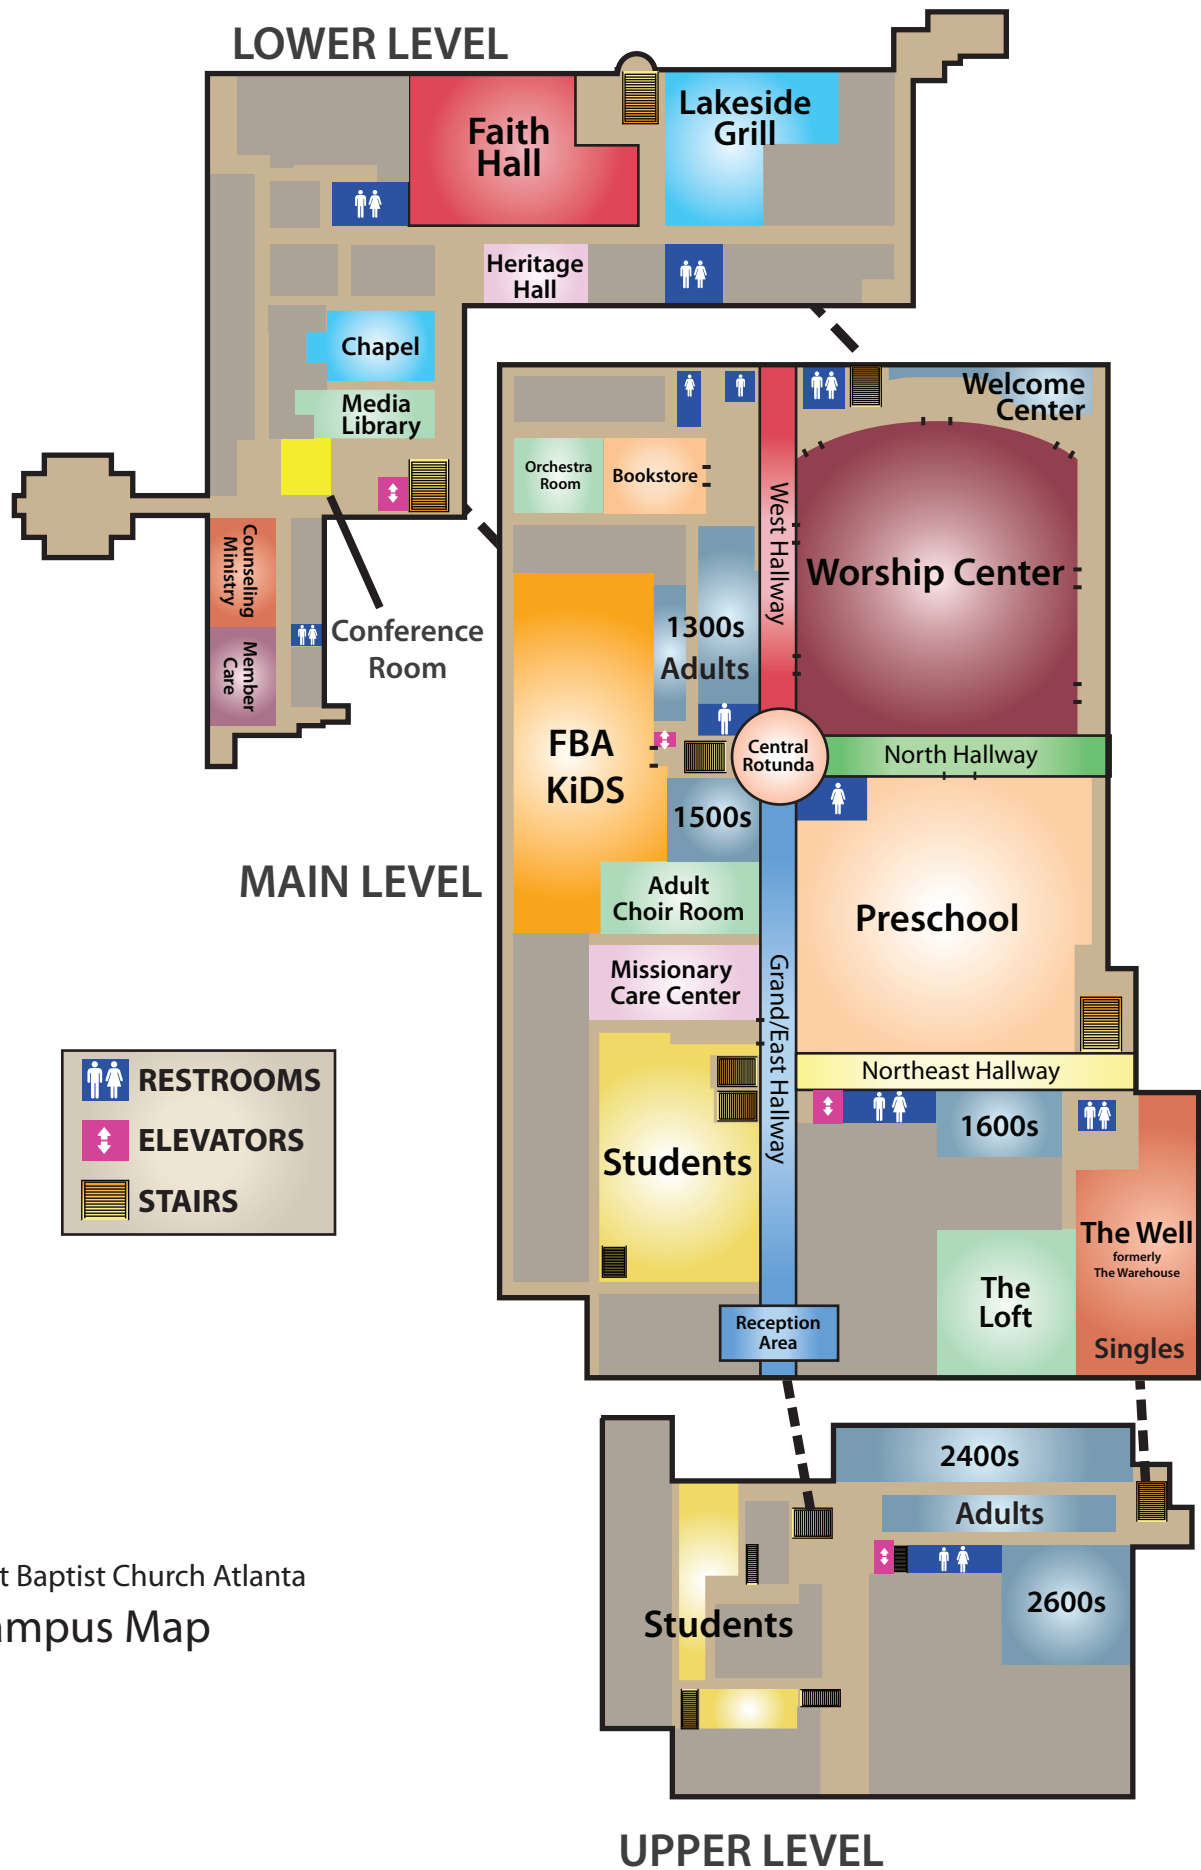 LOWER LEVEL
Faith
Hall
Lakeside
Grill
Heritage
Hall
Chapel
Media
Library
Counseling
Ministry
Member
Care
Conference
Room
Welcome
Center
Orchestra
Room
Bookstore
West Hallway
Worship Center
1300s
Adults
FBA
KiDS
Central
Rotunda
North Hallway
1500s
MAIN LEVEL
Adult
Choir Room
Preschool
Missionary
Care Center
Grand/East Hallway
Northeast Hallway
RESTROOMS
ELEVATORS
STAIRS
Students
1600s
The Well
formerly
The Warehouse
The
Loft
Singles
Reception
Area
2400s
Adults
2600s
Students
t Baptist Church Atlanta
mpus Map
UPPER LEVEL